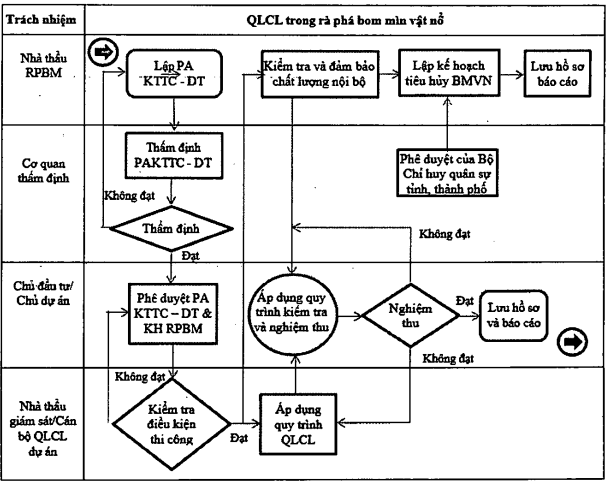 Trách nhiệm
QLCL trong rà phá bom mìn vật nổ
Nhà thầu
RPBM
Lập PA
KTTC - DT
Kiểm tra và đảm bảo
chất lượng nội bộ
Lập kế hoạch
tiêu hủy BMVN
Lưu hồ sơ
báo cáo
Cơ quan
thẩm định
Thẩm định
PAKTTC - DT
Phê duyệt của Bộ
Chỉ huy quân sự
tỉnh, thành phố
Không đạt
Thẩm định
Không đạt
Đạt
Chủ đầu tư/
Chủ dự án
Phê duyệt PA
KTTC – DT &
KH RPBM
Áp dụng quy
trình kiểm tra
và nghiệm thu
Nghiệm
thu
Đạt
Lưu hồ sơ
và báo cáo
Không đạt
Không đạt
Nhà thầu
giám sát/Cán
bộ QLCL
dự án
Kiểm tra
điều kiện
thi công
Đạt
Áp dụng
quy trình
QLCL